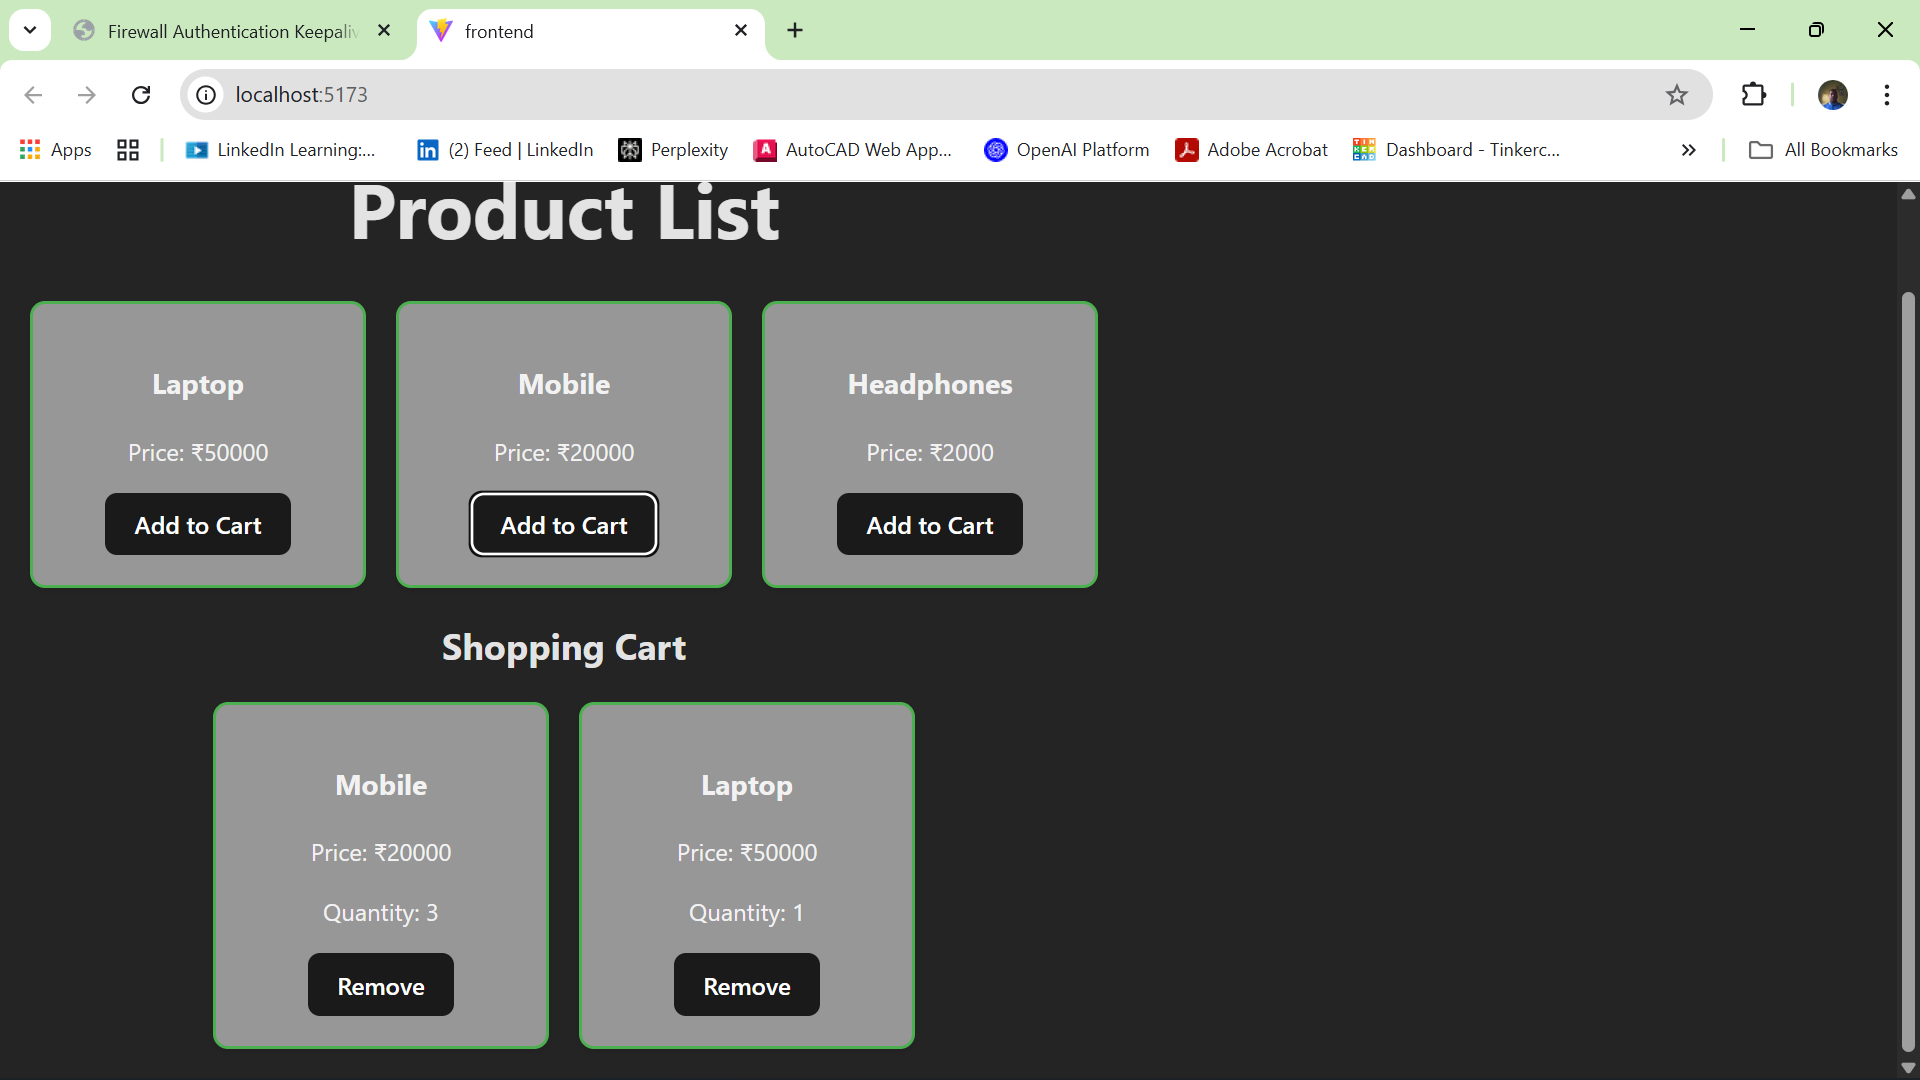 Firewall Authentication Keepaliv
frontend
localhost:5173
Apps
LinkedIn Learning:...
(2) Feed | LinkedIn
Perplexity
AutoCAD Web App...
OpenAI Platform
Adobe Acrobat
Dashboard - Tinkerc...
All Bookmarks
Product List
Laptop
Price: ₹50000
Add to Cart
Mobile
Price: ₹20000
Add to Cart
Headphones
Price: ₹2000
Add to Cart
Shopping Cart
Mobile
Price: ₹20000
Quantity: 3
Remove
Laptop
Price: ₹50000
Quantity: 1
Remove